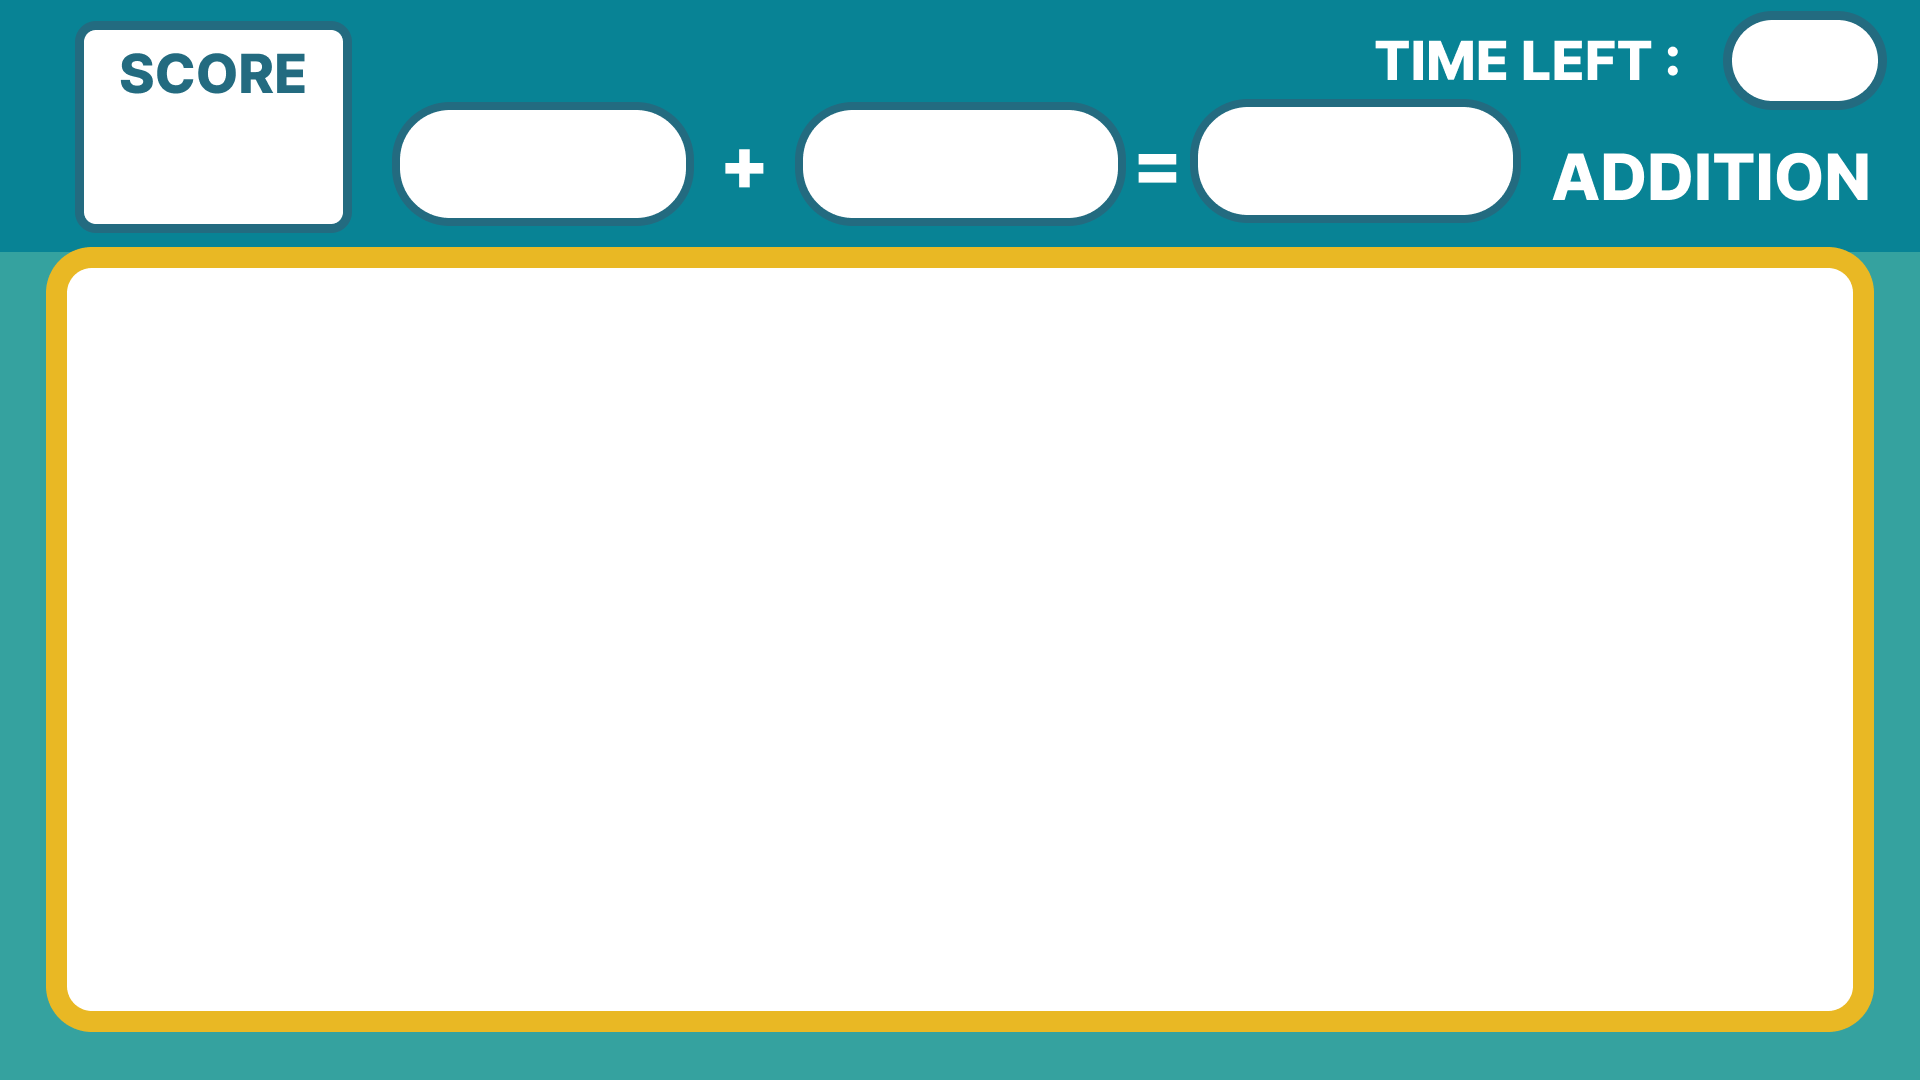 SCORE
TIME LEFT :
+ =
ADDITION